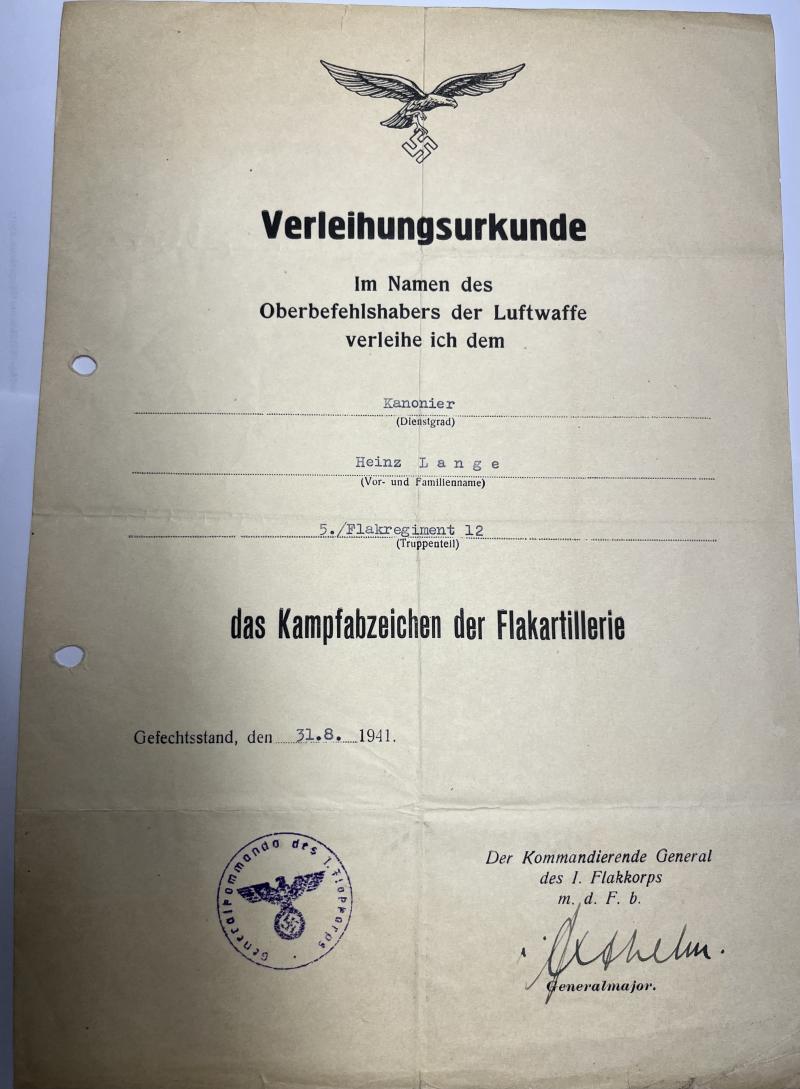 Verleihungsurkunde
Im Namen des
Oberbefehlshabers der Luftwaffe
verleihe ich dem
Kanonier
(Dienstgrad)
Heinz L a n g e
(Vor- und Familienname)
5./Flakregiment 12
(Truppenteil)
das Kampfabzeichen der Flakartillerie
Gefechtsstand, den 31.8. 1941.
Generalkommando des I. Flakkorps
Der Kommandierende General
des I. Flakkorps
m. d. F. b.
Generalmajor.